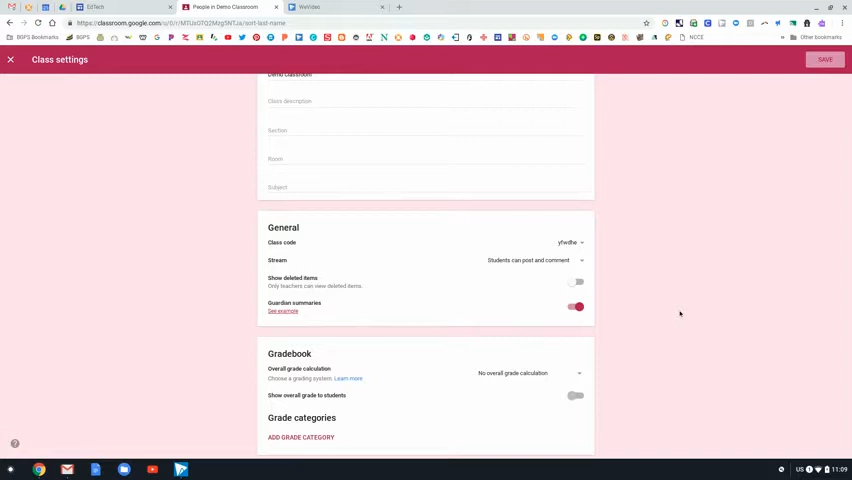 EdTech
People in Demo Classroom
WeVideo
https://classroom.google.com
sort-last-name
BGPS Bookmarks
BGPS
NCCE
Other bookmarks
Class settings
SAVE
Demo Classroom
Class description
Section
Room
Subject
General
Class code
yfwdhe
Stream
Students can post and comment
Show deleted items
Only teachers can view deleted items.
Guardian summaries
See example
Gradebook
Overall grade calculation
No overall grade calculation
Choose a grading system. Learn more
Show overall grade to students
Grade categories
ADD GRADE CATEGORY
US
11:09